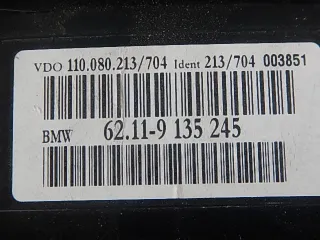 VDO 110.080.213/704 Ident 213/704 003851
BMW 62.11-9 135 245